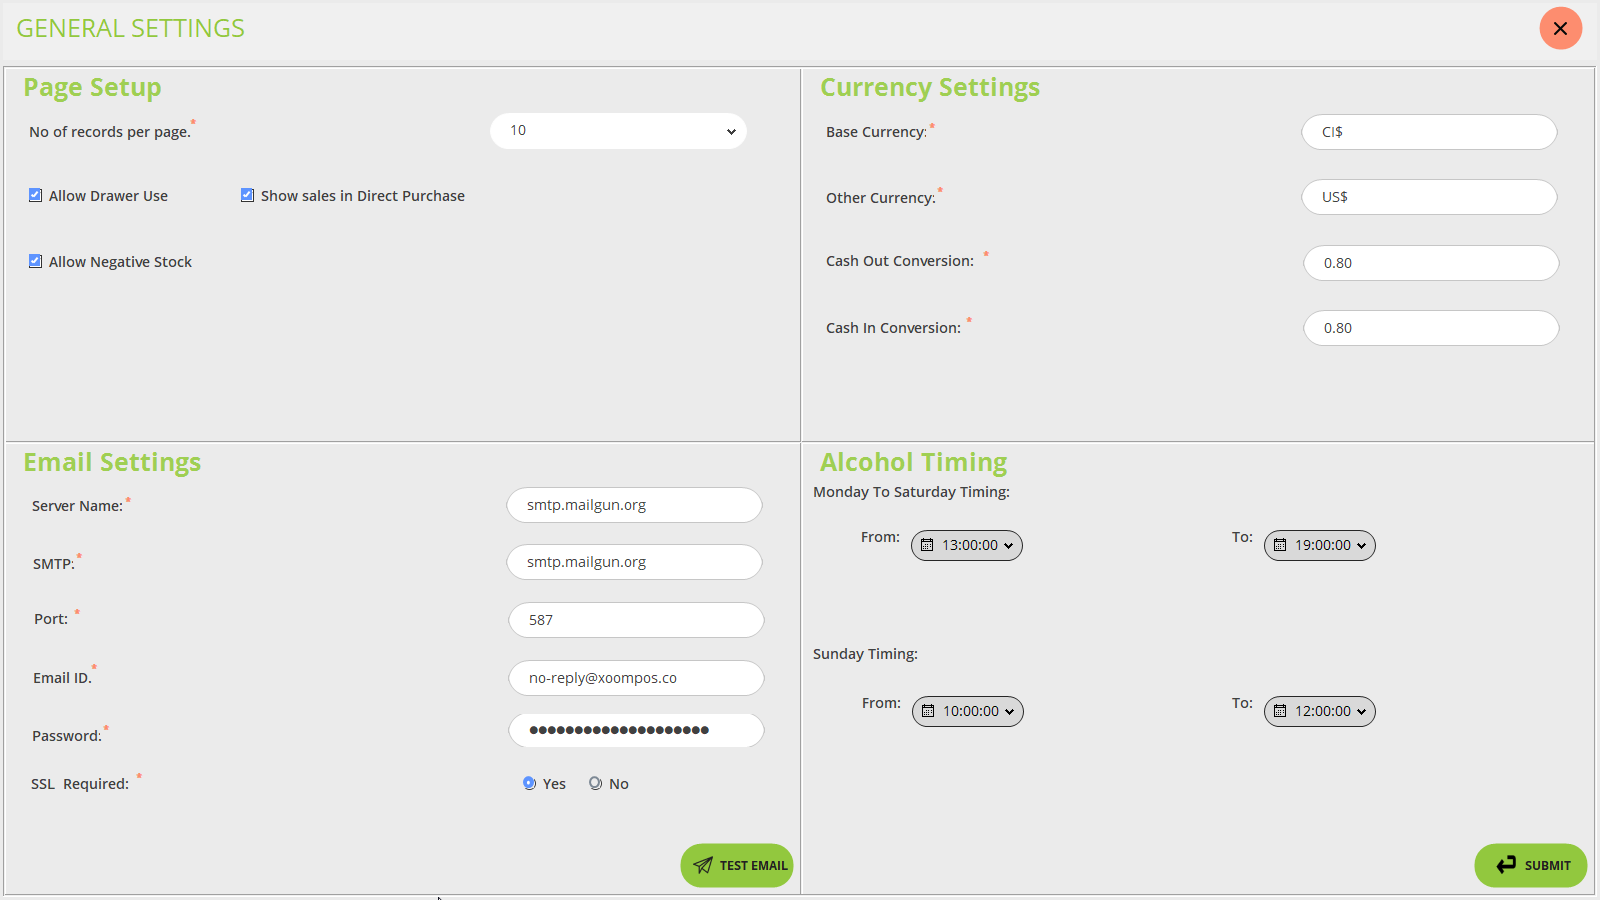 GENERAL SETTINGS
Page Setup
No of records per page.*
10
Allow Drawer Use
Show sales in Direct Purchase
Allow Negative Stock
Currency Settings
Base Currency: *
CI$
Other Currency: *
US$
Cash Out Conversion: *
0.80
Cash In Conversion: *
0.80
Email Settings
Server Name: *
smtp.mailgun.org
SMTP: *
smtp.mailgun.org
Port: *
587
Email ID.*
no-reply@xoompos.co
Password: *
●●●●●●●●●●●●●●●●●●●●
SSL Required: *
Yes
No
TEST EMAIL
Alcohol Timing
Monday To Saturday Timing:
From: 13:00:00
To: 19:00:00
Sunday Timing:
From: 10:00:00
To: 12:00:00
SUBMIT